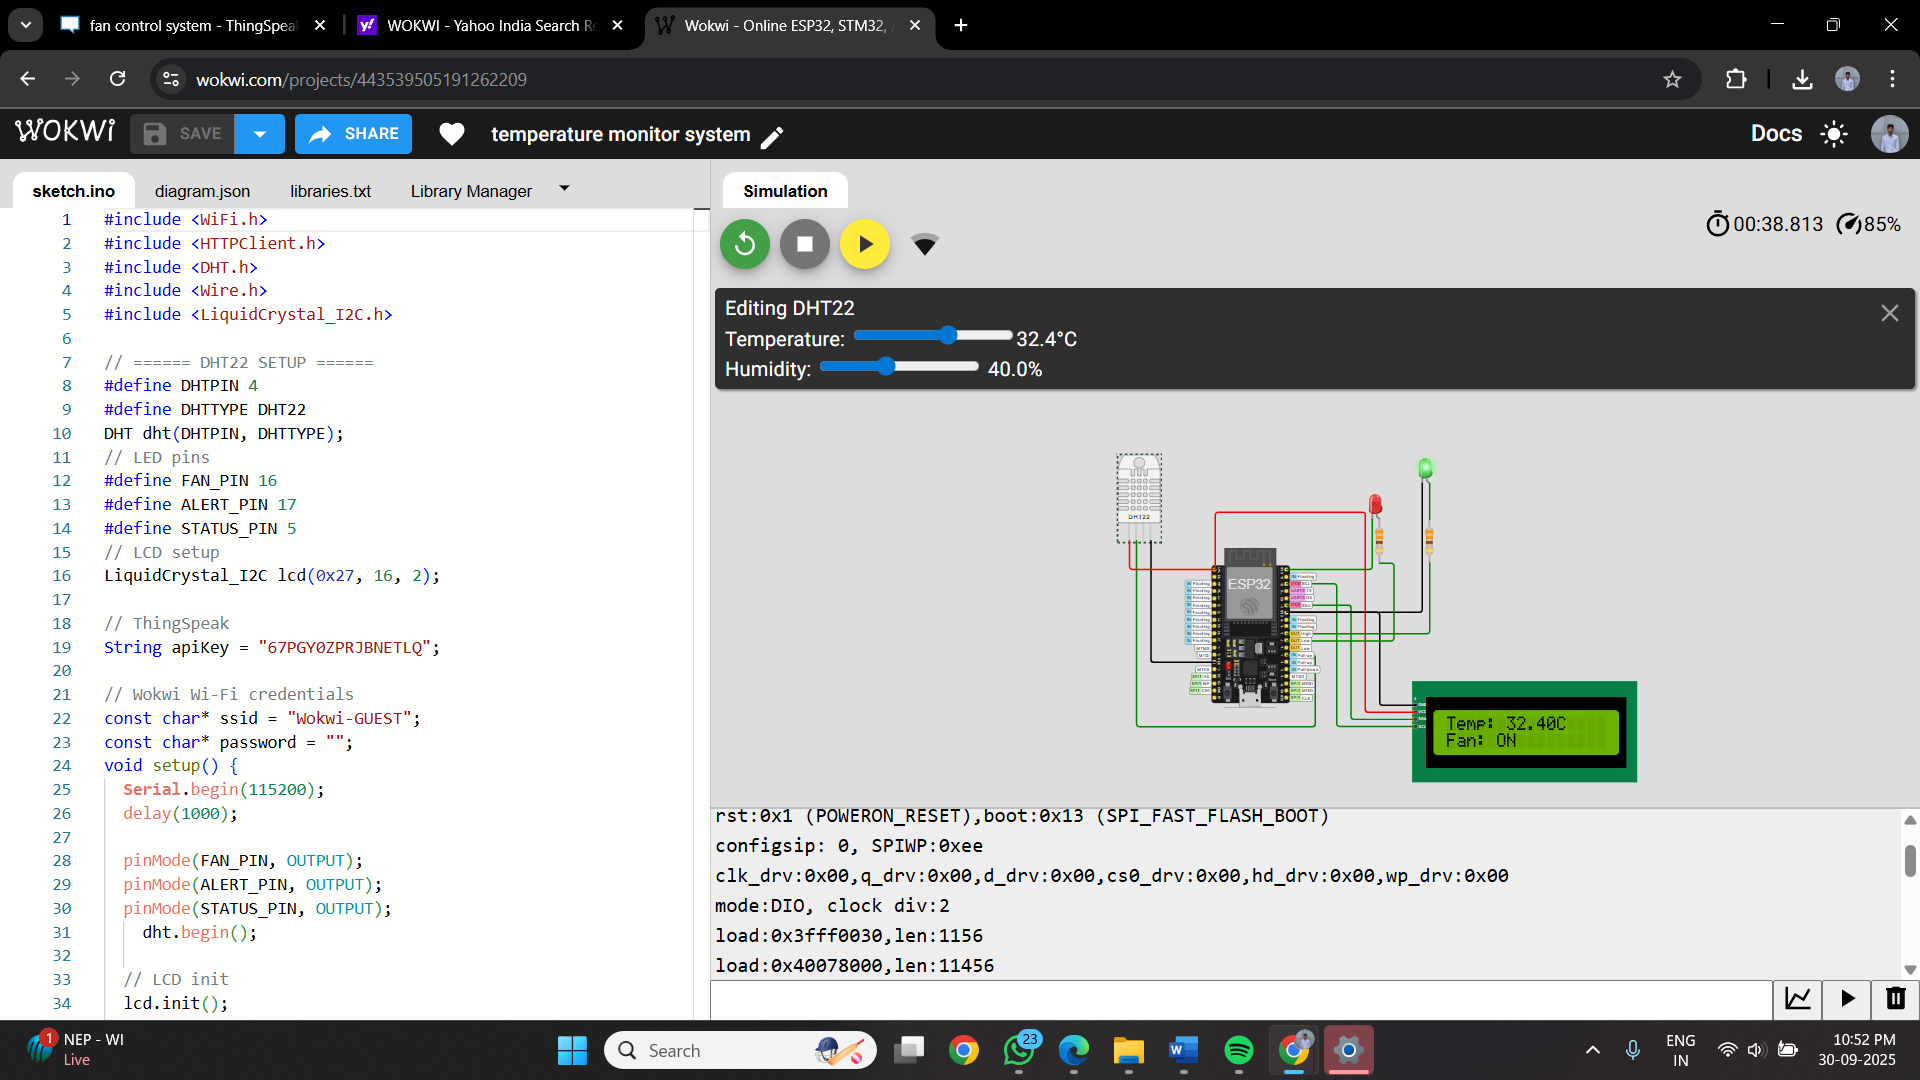 fan control system - ThingSpea
WOKWI - Yahoo India Search Re
Wokwi - Online ESP32, STM32,
wokwi.com/projects/443539505191262209
WOKWi
SAVE
SHARE
temperature monitor system
Docs
sketch.ino
diagram.json
libraries.txt
Library Manager
Simulation
00:38.813
85%
1 #include <WiFi.h>
2 #include <HTTPClient.h>
3 #include <DHT.h>
4 #include <Wire.h>
5 #include <LiquidCrystal_I2C.h>
6
7 // ====== DHT22 SETUP ======
8 #define DHTPIN 4
9 #define DHTTYPE DHT22
10 DHT dht(DHTPIN, DHTTYPE);
11 // LED pins
12 #define FAN_PIN 16
13 #define ALERT_PIN 17
14 #define STATUS_PIN 5
15 // LCD setup
16 LiquidCrystal_I2C lcd(0x27, 16, 2);
17
18 // ThingSpeak
19 String apiKey = "67PGY0ZPRJBNETLQ";
20
21 // Wokwi Wi-Fi credentials
22 const char* ssid = "Wokwi-GUEST";
23 const char* password = "";
24 void setup() {
25 Serial.begin(115200);
26 delay(1000);
27
28 pinMode(FAN_PIN, OUTPUT);
29 pinMode(ALERT_PIN, OUTPUT);
30 pinMode(STATUS_PIN, OUTPUT);
31 dht.begin();
32
33 // LCD init
34 lcd.init();
Editing DHT22
Temperature: 32.4°C
Humidity: 40.0%
DHT22
ESP32
Temp: 32.40C
Fan: ON
rst:0x1 (POWERON_RESET),boot:0x13 (SPI_FAST_FLASH_BOOT)
configsip: 0, SPIWP:0xee
clk_drv:0x00,q_drv:0x00,d_drv:0x00,cs0_drv:0x00,hd_drv:0x00,wp_drv:0x00
mode:DIO, clock div:2
load:0x3fff0030,len:1156
load:0x40078000,len:11456
1
NEP - WI
Live
Search
23
ENG
IN
10:52 PM
30-09-2025